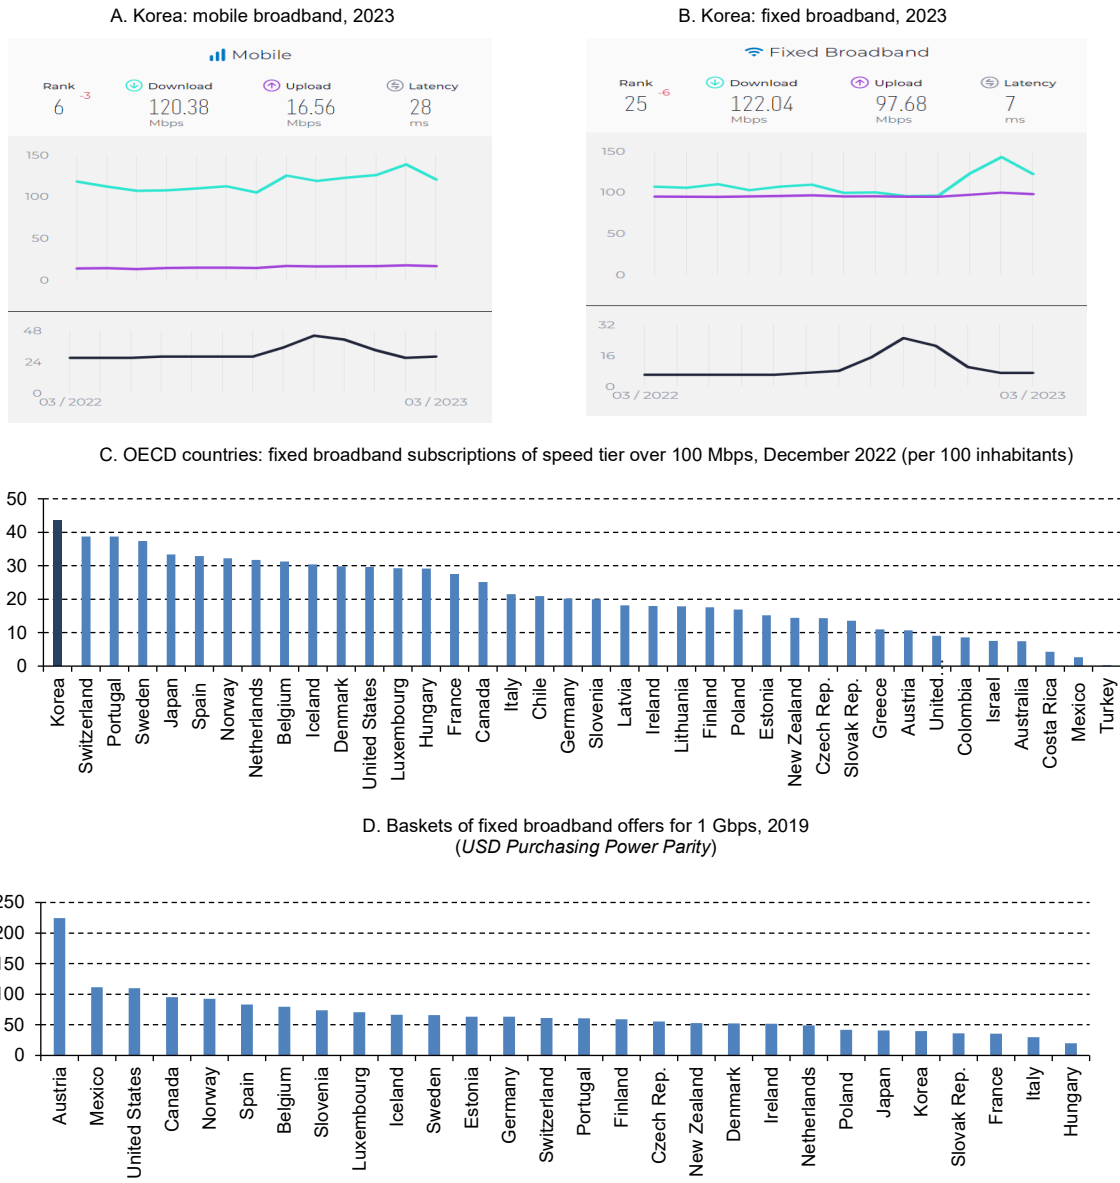 A. Korea: mobile broadband, 2023
Mobile
Rank Download Upload Latency
6 -3 120.38 16.56 28
Mbps Mbps ms
150
100
50
0
48
24
0
03 / 2022 03 / 2023
B. Korea: fixed broadband, 2023
Fixed Broadband
Rank Download Upload Latency
25 -6 122.04 97.68 7
Mbps Mbps ms
150
100
50
0
32
16
0
03 / 2022 03 / 2023
C. OECD countries: fixed broadband subscriptions of speed tier over 100 Mbps, December 2022 (per 100 inhabitants)
50
40
30
20
10
0
Korea
Switzerland
Portugal
Sweden
Japan
Spain
Norway
Netherlands
Belgium
Iceland
Denmark
United States
Luxembourg
Hungary
France
Canada
Italy
Chile
Germany
Slovenia
Latvia
Ireland
Lithuania
Finland
Poland
Estonia
New Zealand
Czech Rep.
Slovak Rep.
Greece
Austria
United…
Colombia
Israel
Australia
Costa Rica
Mexico
Turkey
D. Baskets of fixed broadband offers for 1 Gbps, 2019
(USD Purchasing Power Parity)
250
200
150
100
50
0
Austria
Mexico
United States
Canada
Norway
Spain
Belgium
Slovenia
Luxembourg
Iceland
Sweden
Estonia
Germany
Switzerland
Portugal
Finland
Czech Rep.
New Zealand
Denmark
Ireland
Netherlands
Poland
Japan
Korea
Slovak Rep.
France
Italy
Hungary